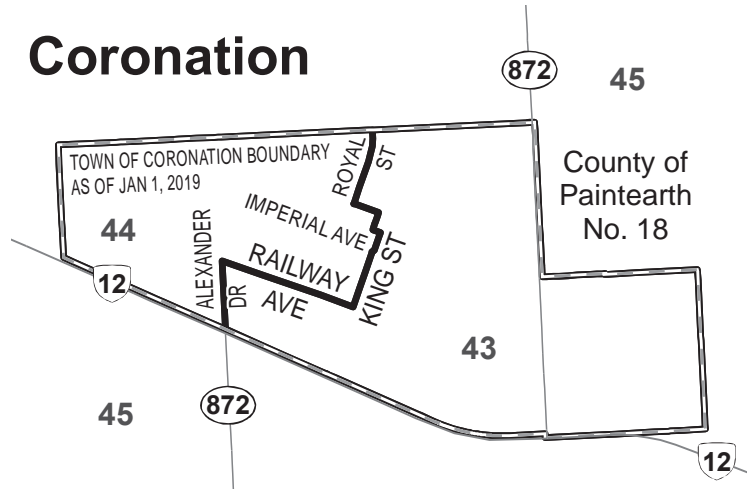 Coronation
872
45
TOWN OF CORONATION BOUNDARY
AS OF JAN 1, 2019
ROYAL
ST
County of
Paintearth
No. 18
44
IMPERIAL AVE
ALEXANDER
DR
RAILWAY
AVE
KING ST
12
43
45
872
12